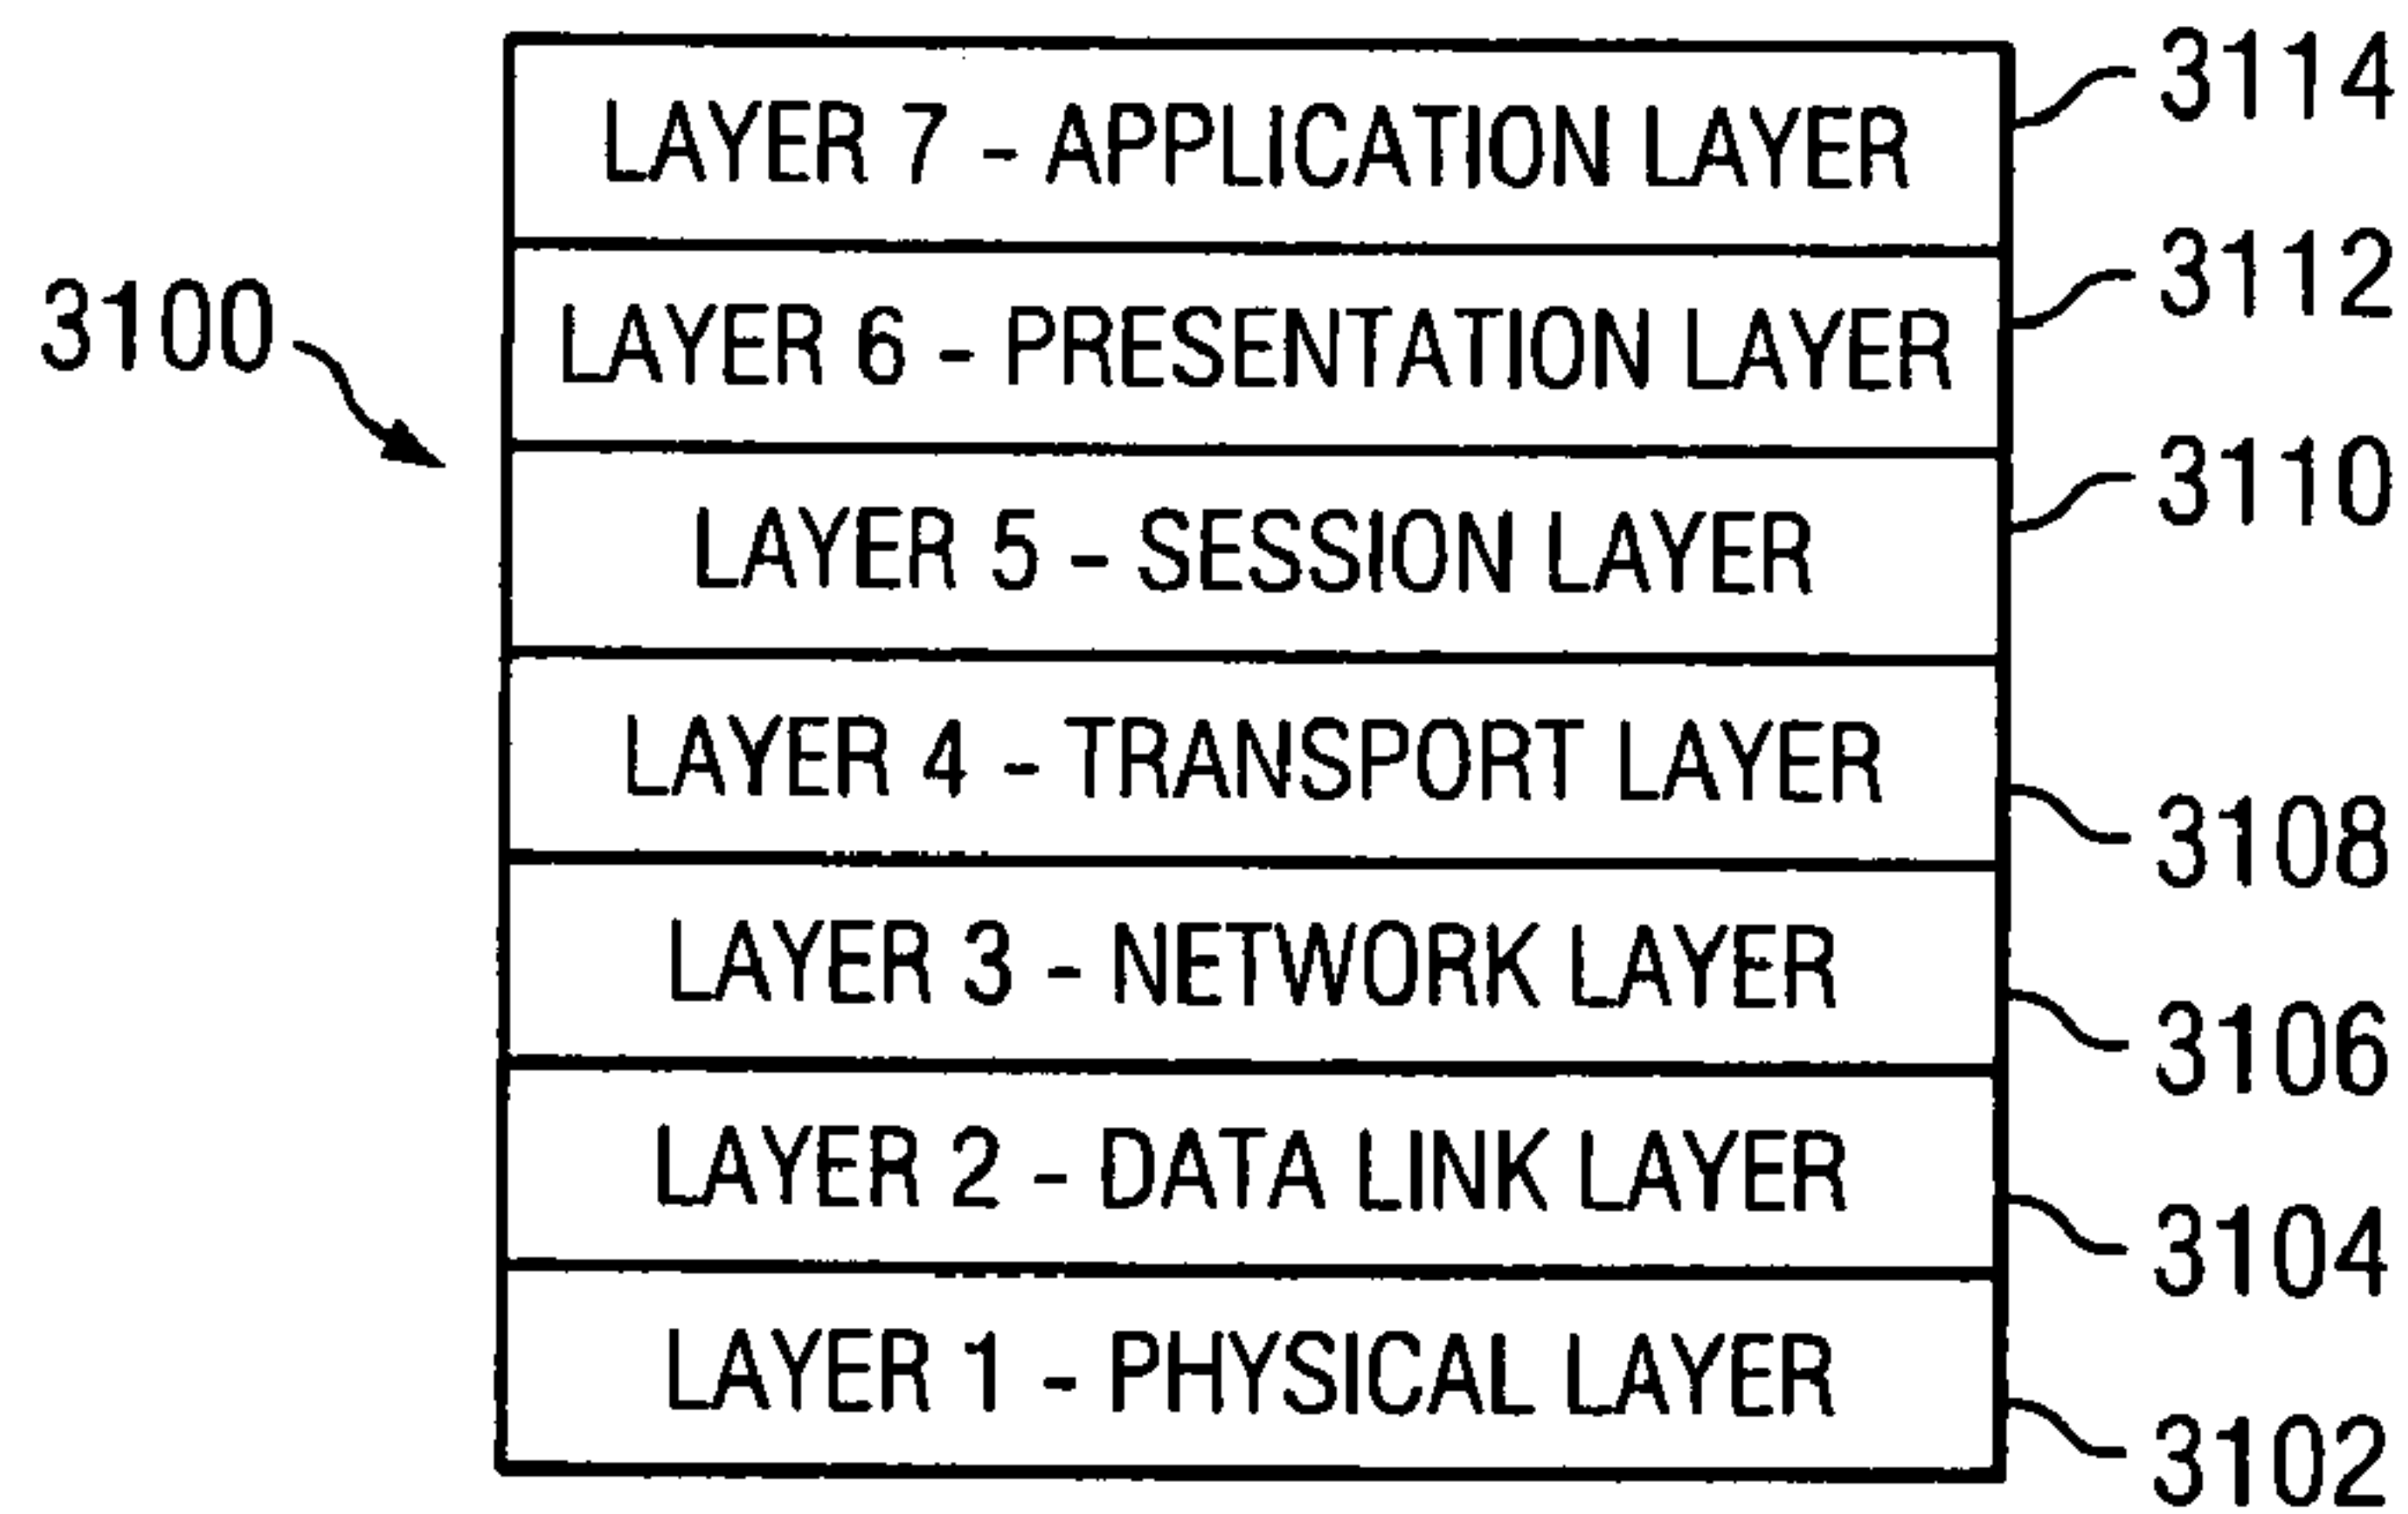 LAYER 7 - APPLICATION LAYER
3114
LAYER 6 - PRESENTATION LAYER
3112
3100
LAYER 5 - SESSION LAYER
3110
LAYER 4 - TRANSPORT LAYER
3108
LAYER 3 - NETWORK LAYER
3106
LAYER 2 - DATA LINK LAYER
3104
LAYER 1 - PHYSICAL LAYER
3102